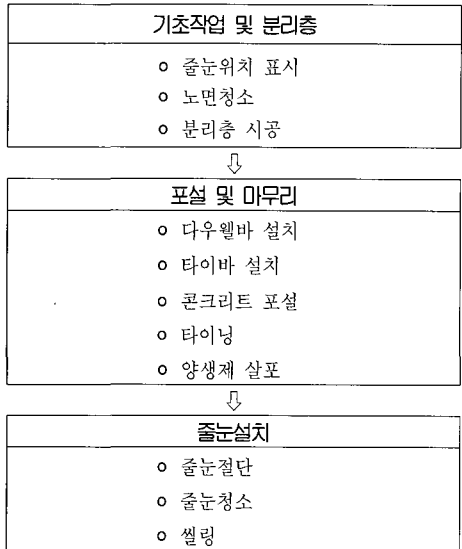 기초작업 및 분리층
o 줄눈위치 표시
o 노면청소
o 분리층 시공
⇩
포설 및 마무리
o 다우웰바 설치
o 타이바 설치
o 콘크리트 포설
o 타이닝
o 양생제 살포
⇩
줄눈설치
o 줄눈절단
o 줄눈청소
o 씰링